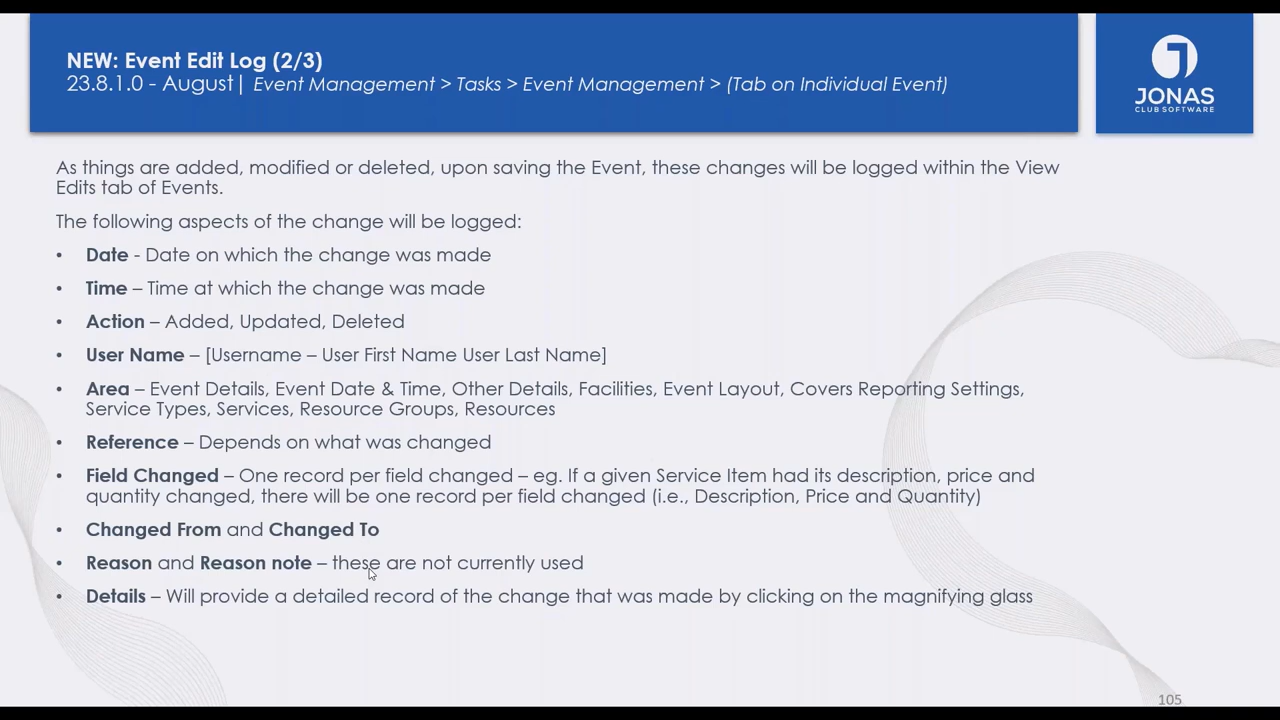 NEW: Event Edit Log (2/3)
23.8.1.0 - August| Event Management > Tasks > Event Management > (Tab on Individual Event)
JONAS
CLUB SOFTWARE
As things are added, modified or deleted, upon saving the Event, these changes will be logged within the View
Edits tab of Events.
The following aspects of the change will be logged:
• Date - Date on which the change was made
• Time – Time at which the change was made
• Action – Added, Updated, Deleted
• User Name – [Username – User First Name User Last Name]
• Area – Event Details, Event Date & Time, Other Details, Facilities, Event Layout, Covers Reporting Settings,
Service Types, Services, Resource Groups, Resources
• Reference – Depends on what was changed
• Field Changed – One record per field changed – eg. If a given Service Item had its description, price and
quantity changed, there will be one record per field changed (i.e., Description, Price and Quantity)
• Changed From and Changed To
• Reason and Reason note – these are not currently used
• Details – Will provide a detailed record of the change that was made by clicking on the magnifying glass
105